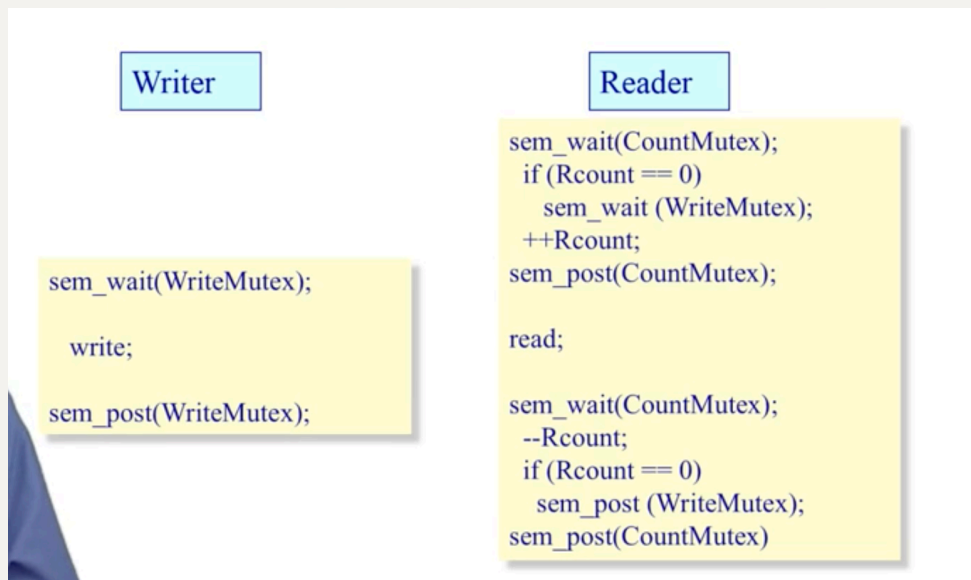 Writer
sem_wait(WriteMutex);
write;
sem_post(WriteMutex);
Reader
sem_wait(CountMutex);
if (Rcount == 0)
sem_wait (WriteMutex);
++Rcount;
sem_post(CountMutex);
read;
sem_wait(CountMutex);
--Rcount;
if (Rcount == 0)
sem_post (WriteMutex);
sem_post(CountMutex)